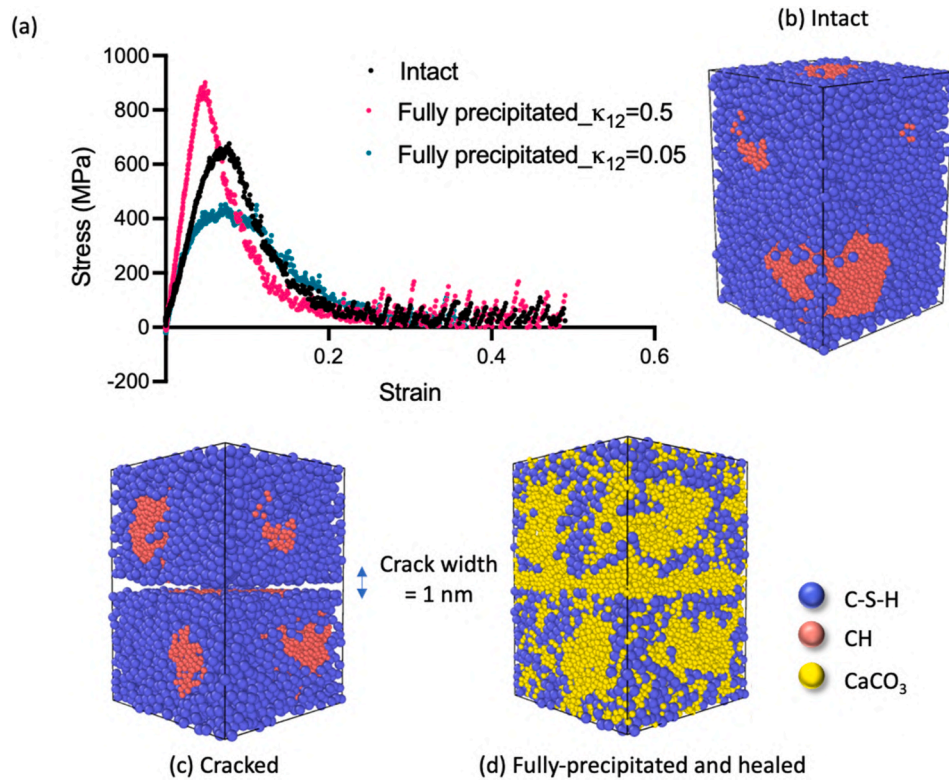 (a)
1000
800
600
400
200
0
-200
Stress (MPa)
0.2
0.4
0.6
Strain
Intact
Fully precipitated_κ₁₂=0.5
Fully precipitated_κ₁₂=0.05
(b) Intact
Crack width
= 1 nm
C-S-H
CH
CaCO₃
(c) Cracked
(d) Fully-precipitated and healed